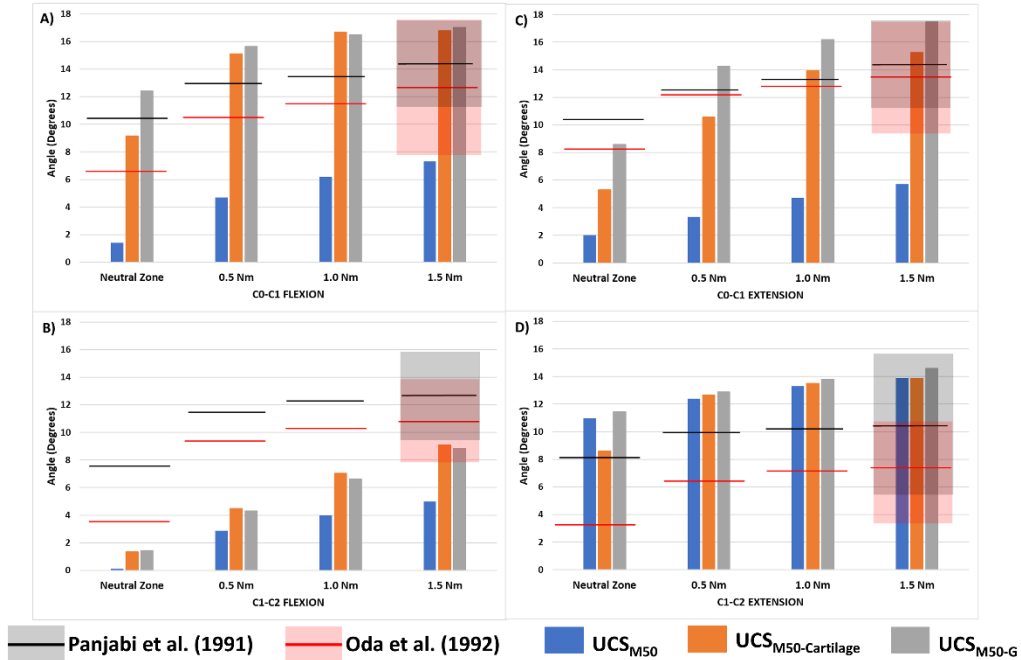 A)
Angle (Degrees)
18
16
14
12
10
8
6
4
2
0
Neutral Zone 0.5 Nm 1.0 Nm 1.5 Nm
C0-C1 FLEXION
C)
Angle (Degrees)
18
16
14
12
10
8
6
4
2
0
Neutral Zone 0.5 Nm 1.0 Nm 1.5 Nm
C0-C1 EXTENSION
B)
Angle (Degrees)
18
16
14
12
10
8
6
4
2
0
Neutral Zone 0.5 Nm 1.0 Nm 1.5 Nm
C1-C2 FLEXION
D)
Angle (Degrees)
18
16
14
12
10
8
6
4
2
0
Neutral Zone 0.5 Nm 1.0 Nm 1.5 Nm
C1-C2 EXTENSION
Panjabi et al. (1991) Oda et al. (1992) UCSM50 UCSM50-Cartilage UCSM50-G